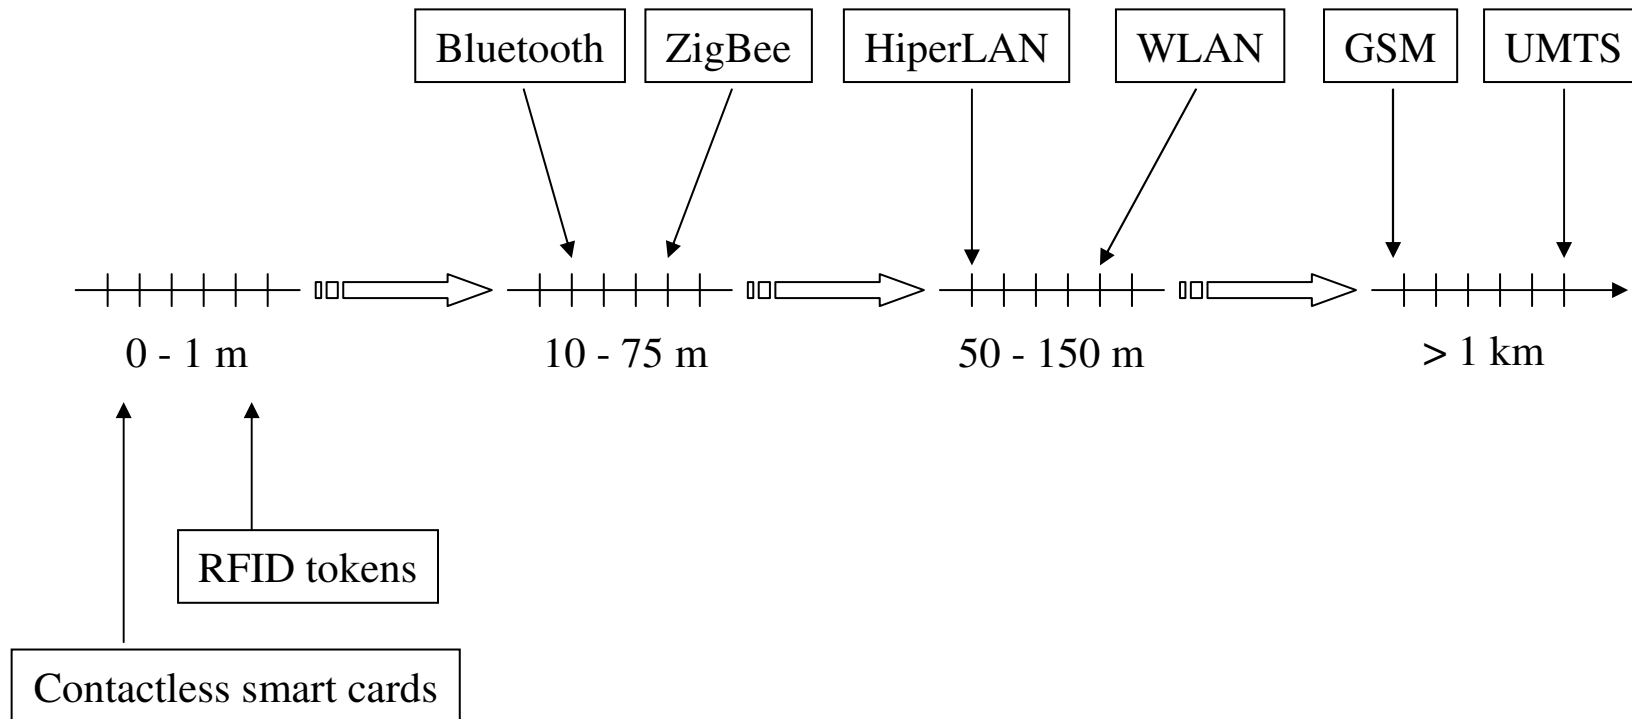 Bluetooth
ZigBee
HiperLAN
WLAN
GSM
UMTS
0 - 1 m
10 - 75 m
50 - 150 m
> 1 km
RFID tokens
Contactless smart cards